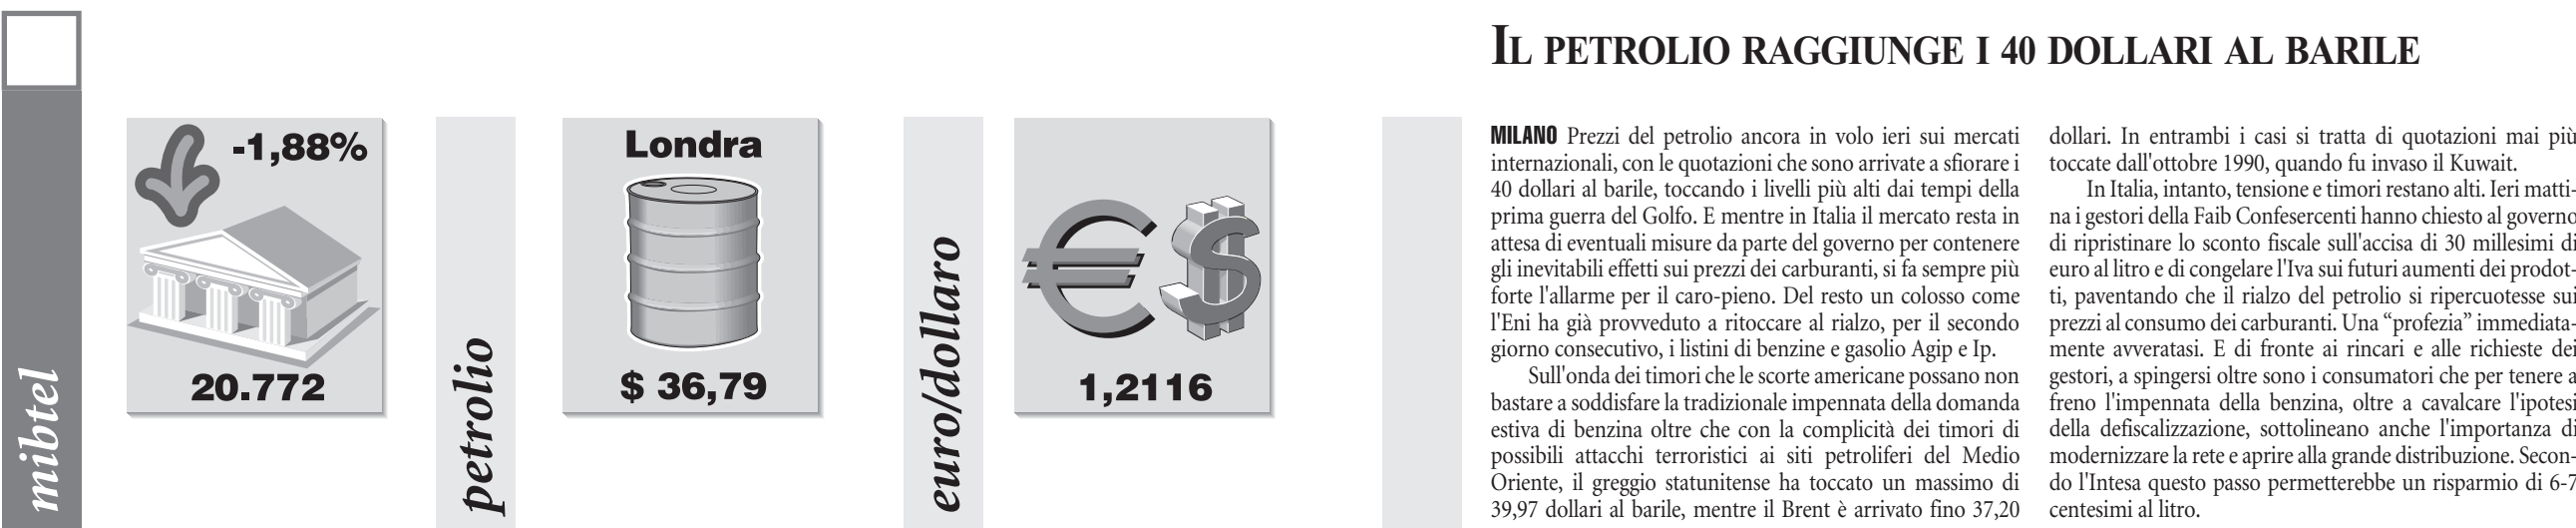 mibtel
-1,88%
20.772
petrolio
Londra
$ 36,79
euro/dollaro
1,2116
IL PETROLIO RAGGIUNGE I 40 DOLLARI AL BARILE
MILANO Prezzi del petrolio ancora in volo ieri sui mercati
internazionali, con le quotazioni che sono arrivate a sfiorare i
40 dollari al barile, toccando i livelli più alti dai tempi della
prima guerra del Golfo. E mentre in Italia il mercato resta in
attesa di eventuali misure da parte del governo per contenere
gli inevitabili effetti sui prezzi dei carburanti, si fa sempre più
forte l'allarme per il caro-pieno. Del resto un colosso come
l'Eni ha già provveduto a ritoccare al rialzo, per il secondo
giorno consecutivo, i listini di benzine e gasolio Agip e Ip.
Sull'onda dei timori che le scorte americane possano non
bastare a soddisfare la tradizionale impennata della domanda
estiva di benzina oltre che con la complicità dei timori di
possibili attacchi terroristici ai siti petroliferi del Medio
Oriente, il greggio statunitense ha toccato un massimo di
39,97 dollari al barile, mentre il Brent è arrivato fino 37,20
dollari. In entrambi i casi si tratta di quotazioni mai più
toccate dall'ottobre 1990, quando fu invaso il Kuwait.
In Italia, intanto, tensione e timori restano alti. Ieri matti-
na i gestori della Faib Confesercenti hanno chiesto al governo
di ripristinare lo sconto fiscale sull'accisa di 30 millesimi di
euro al litro e di congelare l'Iva sui futuri aumenti dei prodot-
ti, paventando che il rialzo del petrolio si ripercuotesse sui
prezzi al consumo dei carburanti. Una “profezia” immediata-
mente avveratasi. E di fronte ai rincari e alle richieste dei
gestori, a spingersi oltre sono i consumatori che per tenere a
freno l'impennata della benzina, oltre a cavalcare l'ipotesi
della defiscalizzazione, sottolineano anche l'importanza di
modernizzare la rete e aprire alla grande distribuzione. Secon-
do l'Intesa questo passo permetterebbe un risparmio di 6-7
centesimi al litro.